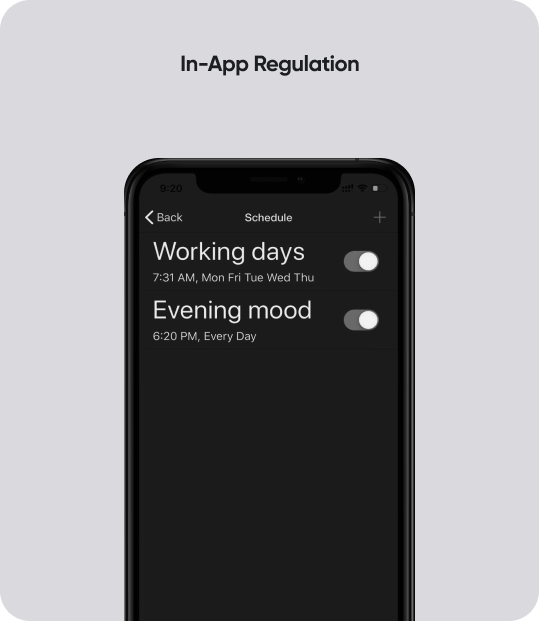 In-App Regulation
9:20
Back Schedule +
Working days
7:31 AM, Mon Fri Tue Wed Thu
Evening mood
6:20 PM, Every Day